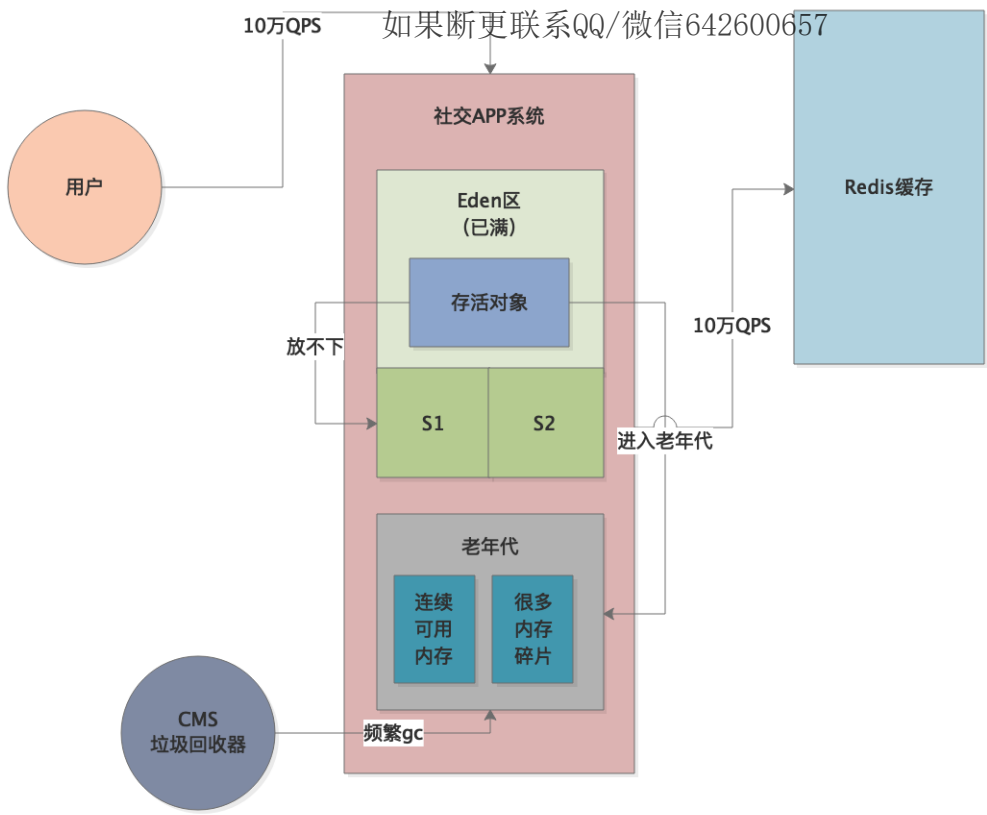 如果断更联系QQ/微信642600657
10万QPS
社交APP系统
用户
Redis缓存
Eden区
（已满）
存活对象
10万QPS
放不下
S1
S2
进入老年代
老年代
连续
可用
内存
很多
内存
碎片
CMS
垃圾回收器
频繁gc